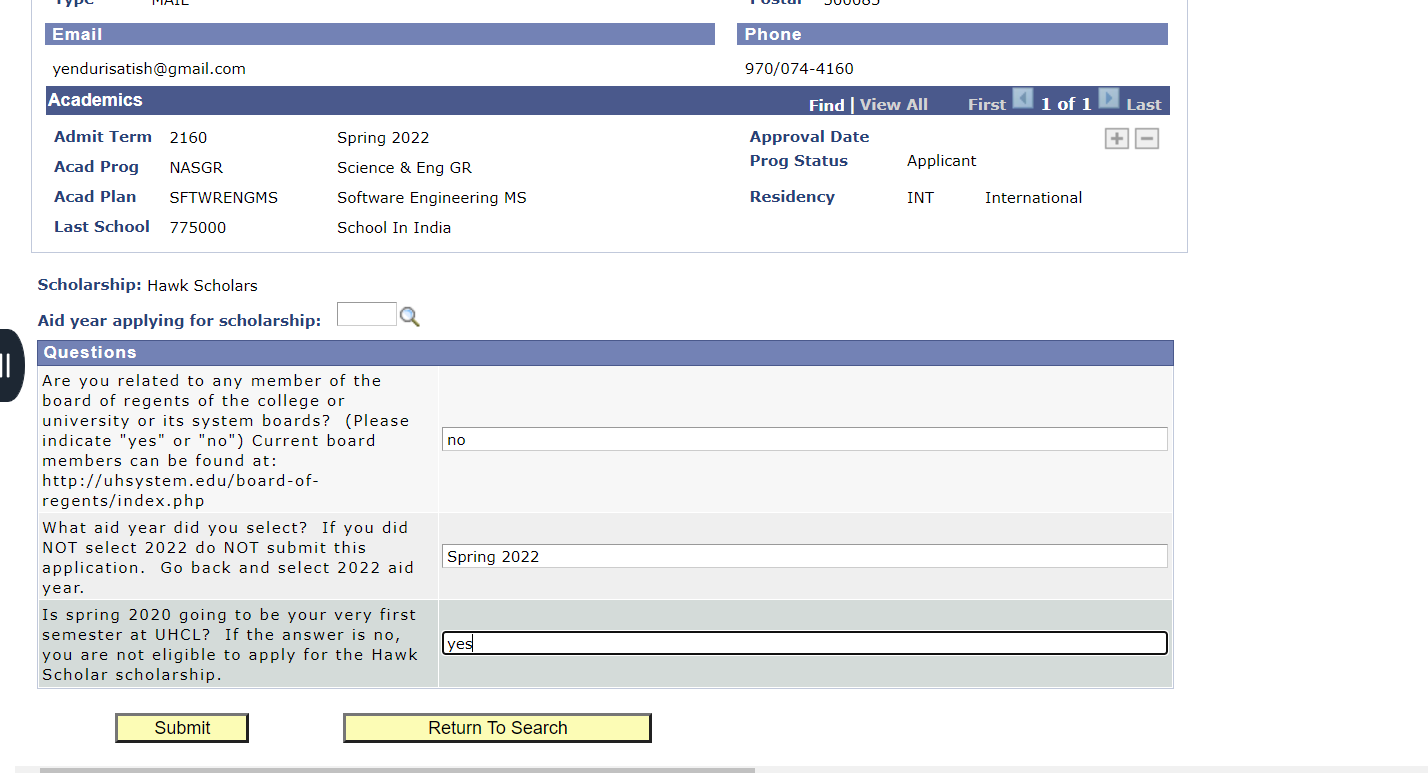 Type MAIL Postal 500085
Email Phone
yendurisatish@gmail.com 970/074-4160
Academics Find | View All First 1 of 1 Last
Admit Term 2160 Spring 2022 Approval Date
Prog Status Applicant
Acad Prog NASGR Science & Eng GR
Acad Plan SFTWRENGMS Software Engineering MS Residency INT International
Last School 775000 School In India
Scholarship: Hawk Scholars
Aid year applying for scholarship:
Questions
Are you related to any member of the
board of regents of the college or
university or its system boards? (Please
indicate "yes" or "no") Current board
members can be found at:
http://uhsystem.edu/board-of-
regents/index.php
no
What aid year did you select? If you did
NOT select 2022 do NOT submit this
application. Go back and select 2022 aid
year.
Spring 2022
Is spring 2020 going to be your very first
semester at UHCL? If the answer is no,
you are not eligible to apply for the Hawk
Scholar scholarship.
yes
Submit Return To Search